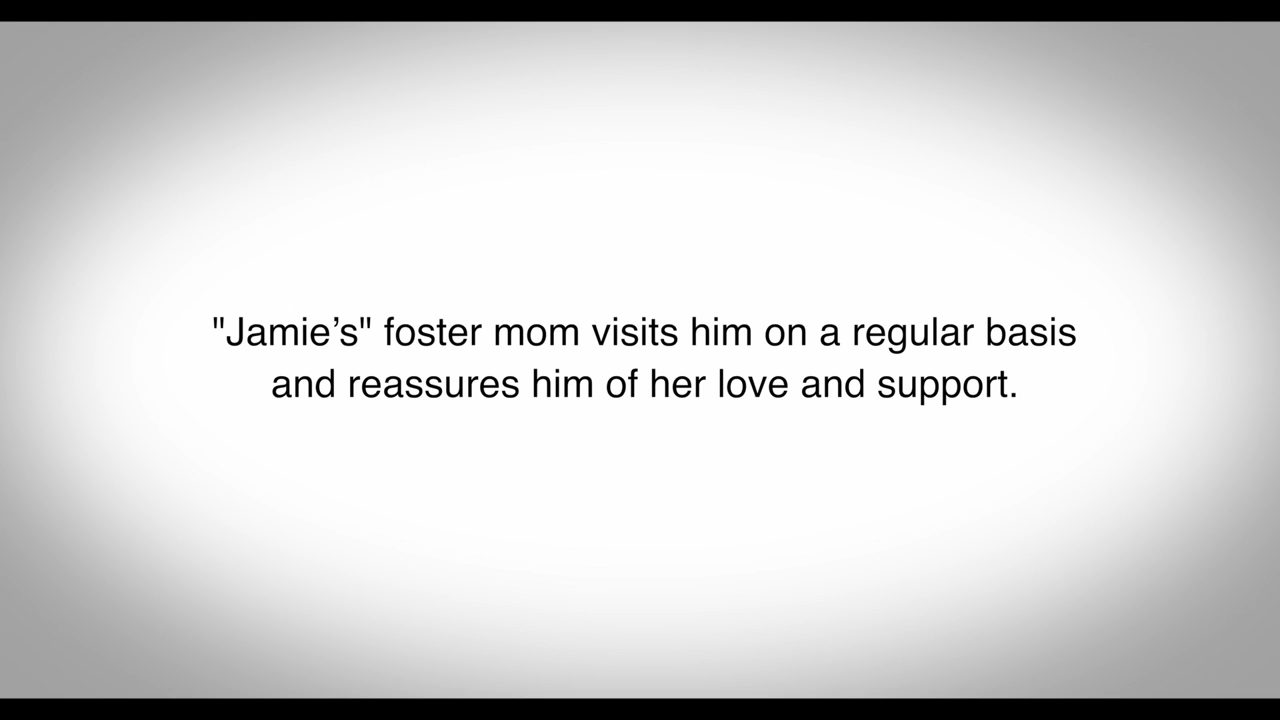 "Jamie’s" foster mom visits him on a regular basis
and reassures him of her love and support.